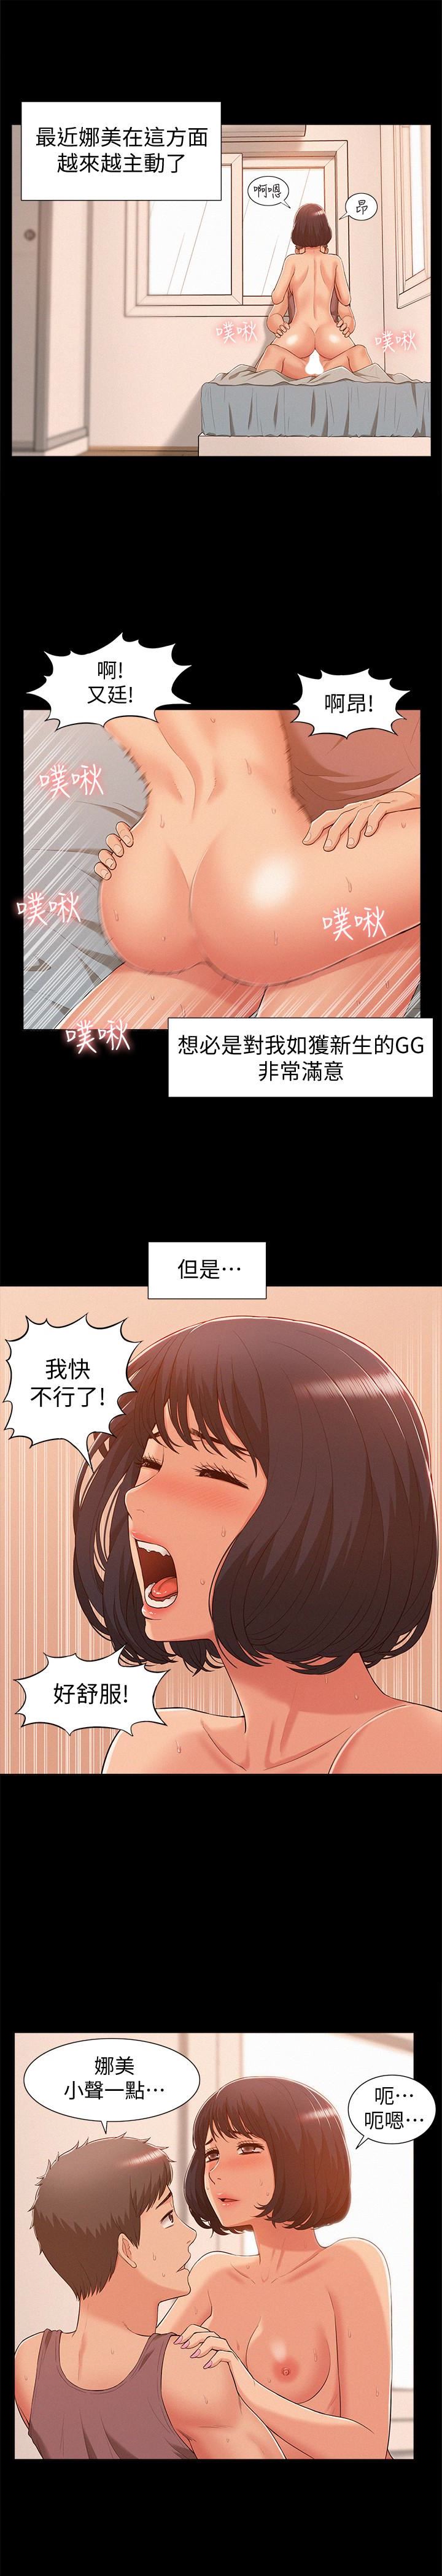 最近娜美在這方面
越來越主動了
啊嗯
昂
噗啾
噗啾
啊!
又廷!
啊昂!
噗啾
噗啾
噗啾
噗啾
想必是對我如獲新生的GG
非常滿意
但是⋯
我快
不行了!
好舒服!
娜美
小聲一點⋯
呃⋯
呃嗯⋯